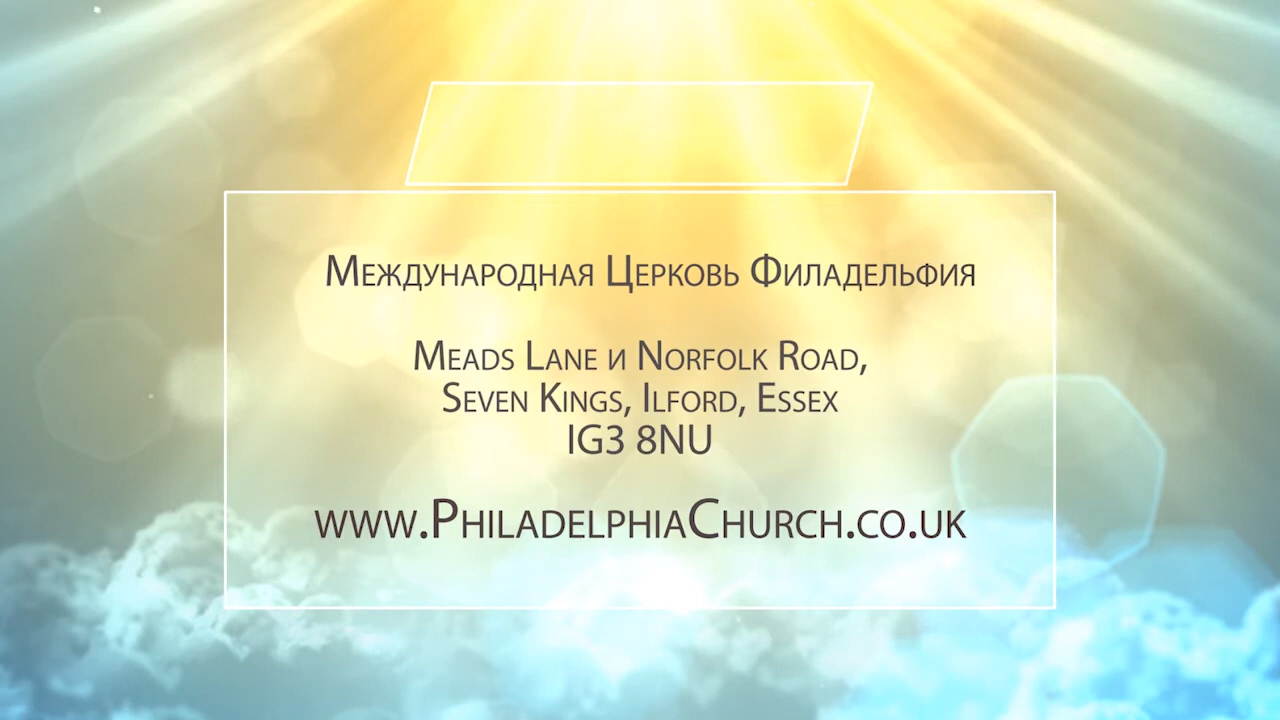 Международная Церковь Филадельфия
Meads Lane и Norfolk Road,
Seven Kings, Ilford, Essex
IG3 8NU
www.PhiladelphiaChurch.co.uk